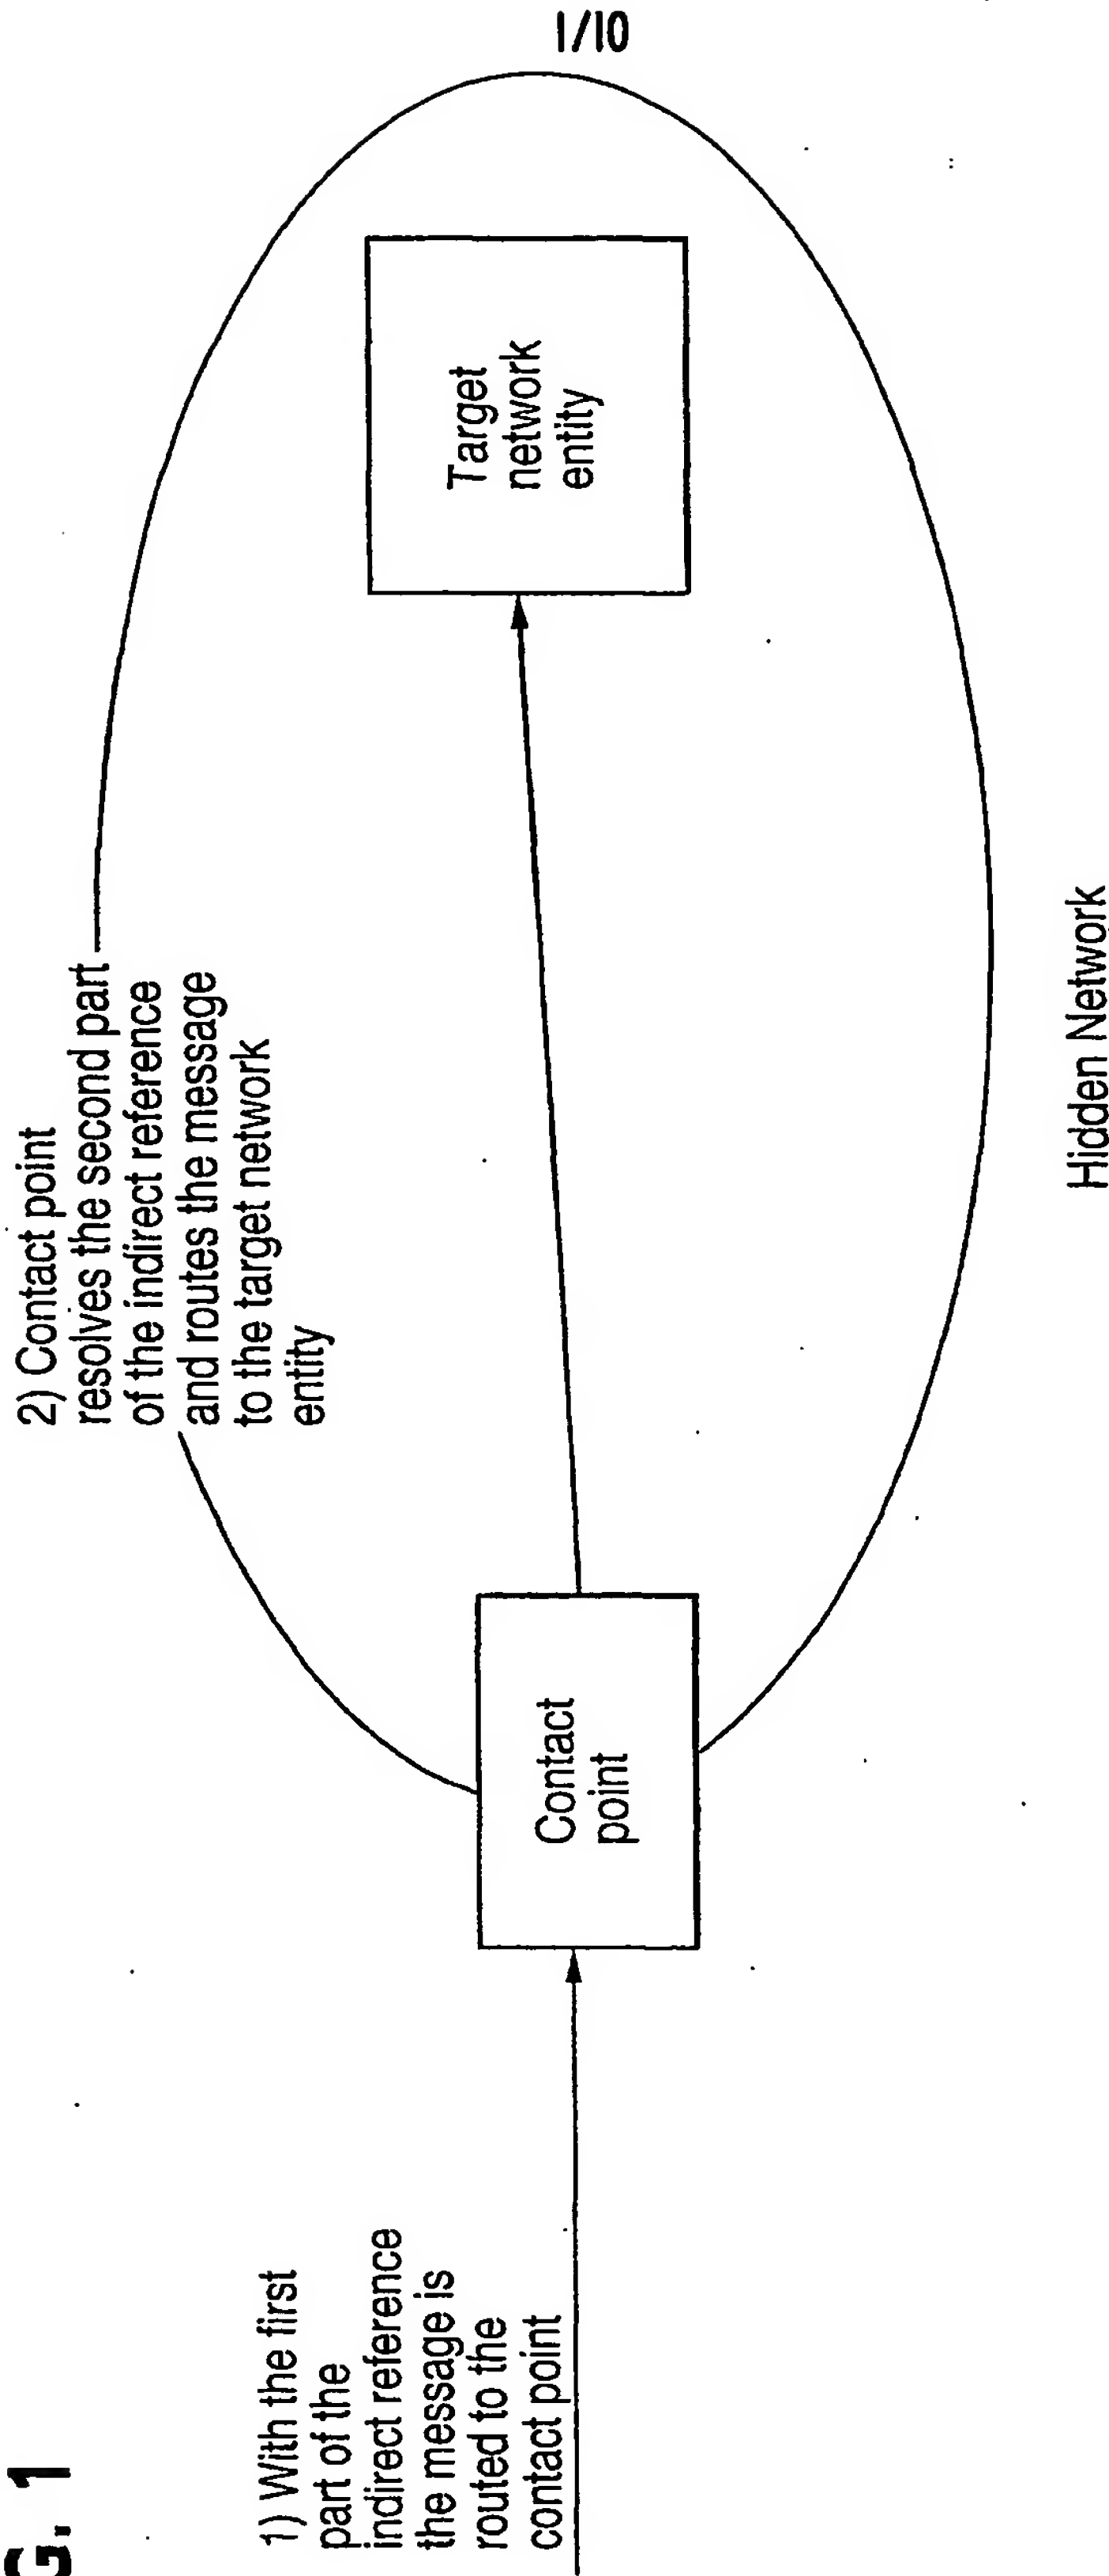 1/10
G. 1
1) With the first
part of the
indirect reference
the message is
routed to the
contact point
2) Contact point
resolves the second part
of the indirect reference
and routes the message
to the target network
entity
Contact
point
Target
network
entity
Hidden Network